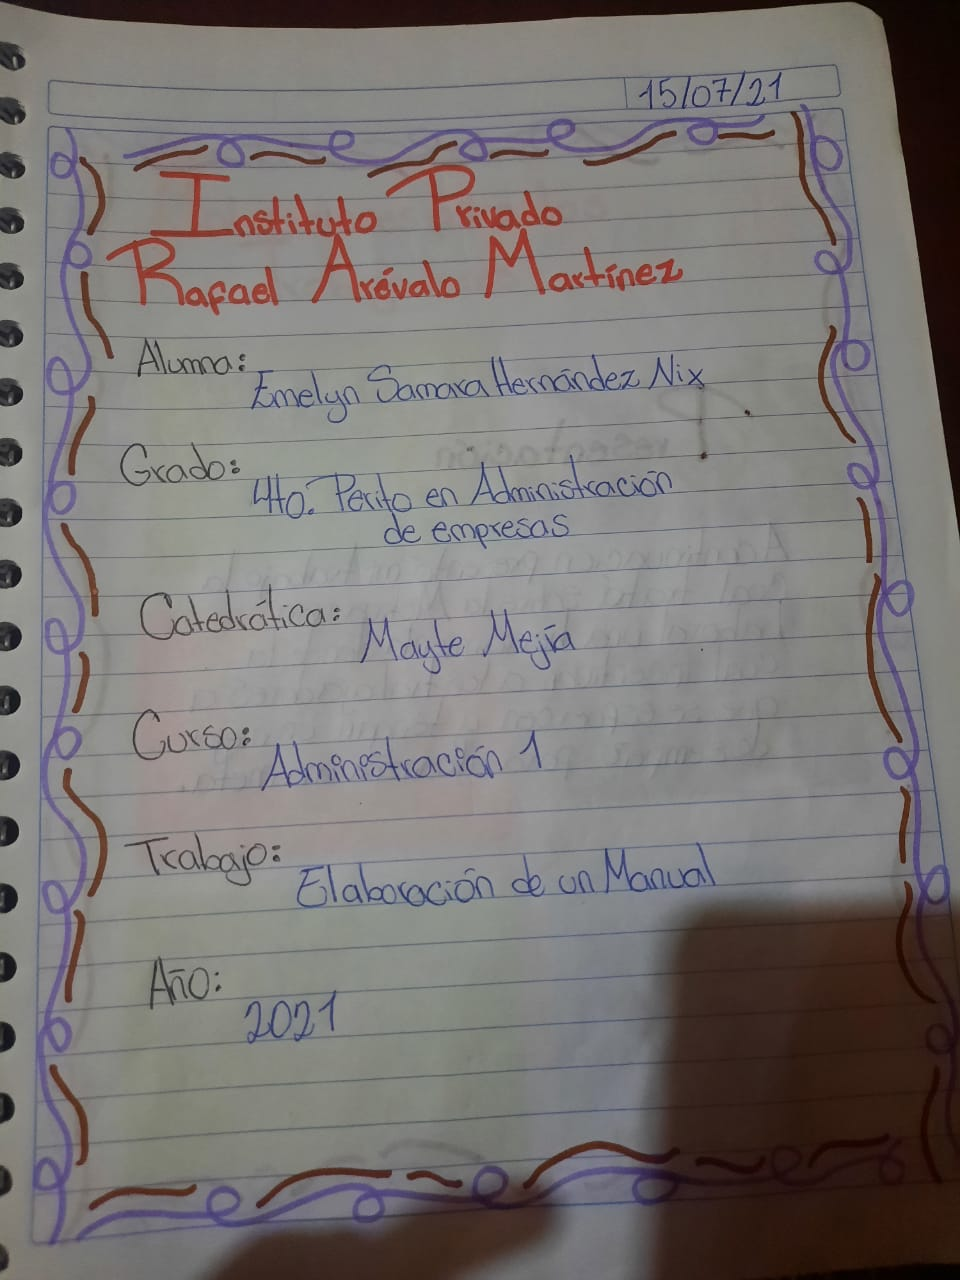 15/07/21
Instituto Privado
Rafael Arévalo Martínez
Alumna:
Emelyn Samara Hernández Nix
Grado:
4to. Perito en Administración
de empresas
Catedrática:
Mayte Mejía
Curso:
Administración 1
Trabajo:
Elaboración de un Manual
Año:
2021